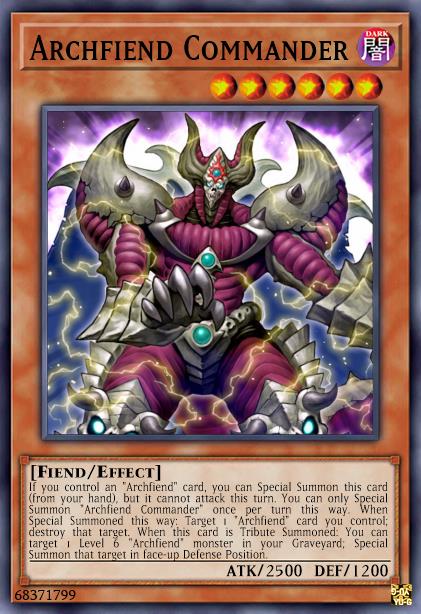 ARCHFIEND COMMANDER
DARK
闇
[FIEND/EFFECT]
If you control an "Archfiend" card, you can Special Summon this card
(from your hand), but it cannot attack this turn. You can only Special
Summon "Archfiend Commander" once per turn this way. When
Special Summoned this way: Target 1 "Archfiend" card you control;
destroy that target. When this card is Tribute Summoned: You can
target 1 Level 6 "Archfiend" monster in your Graveyard; Special
Summon that target in face-up Defense Position.
ATK/2500 DEF/1200
68371799